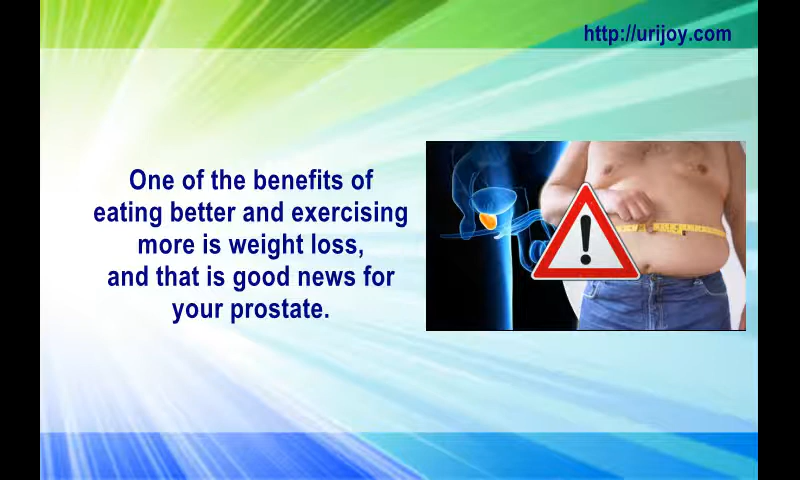 http://urijoy.com
One of the benefits of
eating better and exercising
more is weight loss,
and that is good news for
your prostate.